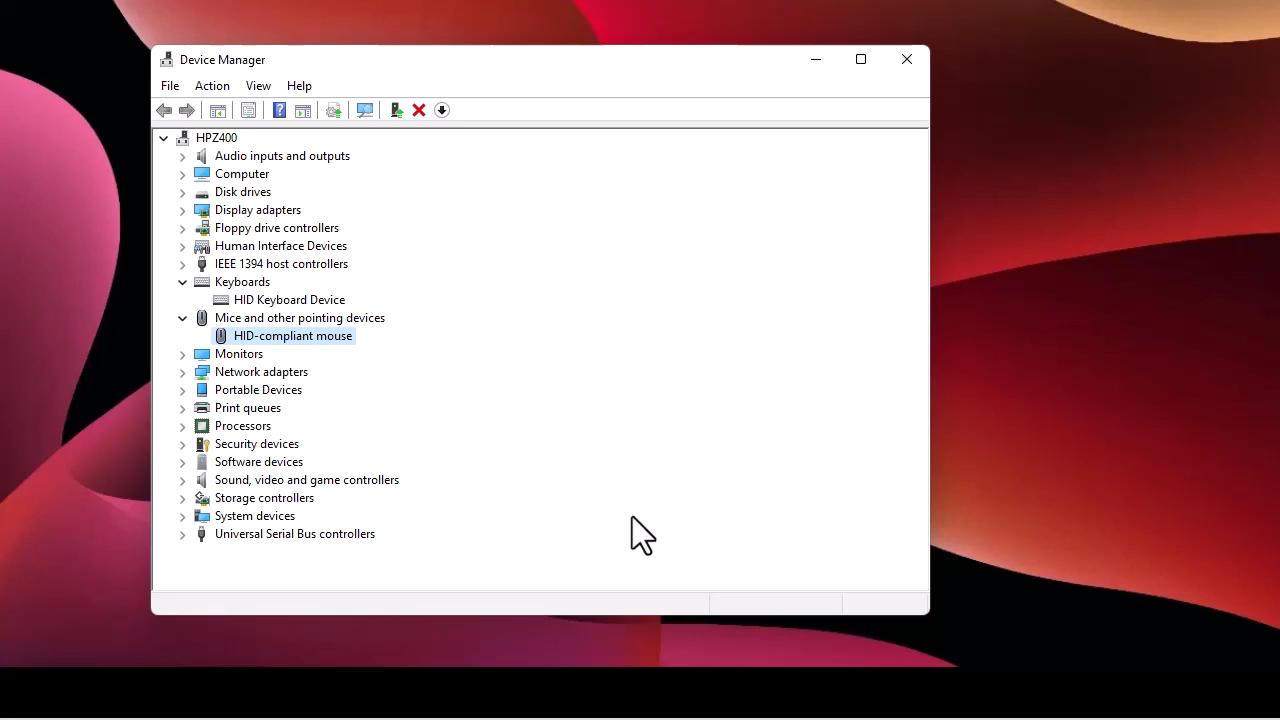 Device Manager
File Action View Help
HPZ400
Audio inputs and outputs
Computer
Disk drives
Display adapters
Floppy drive controllers
Human Interface Devices
IEEE 1394 host controllers
Keyboards
HID Keyboard Device
Mice and other pointing devices
HID-compliant mouse
Monitors
Network adapters
Portable Devices
Print queues
Processors
Security devices
Software devices
Sound, video and game controllers
Storage controllers
System devices
Universal Serial Bus controllers